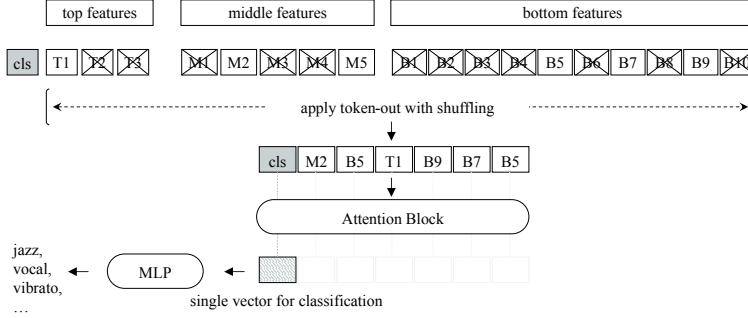 top features middle features bottom features
cls T1 T2 T3 M1 M2 M3 M4 M5 B1 B2 B3 B4 B5 B6 B7 B8 B9 B10
apply token-out with shuffling
cls M2 B5 T1 B9 B7 B5
Attention Block
jazz,
vocal,
vibrato,
…
MLP
single vector for classification